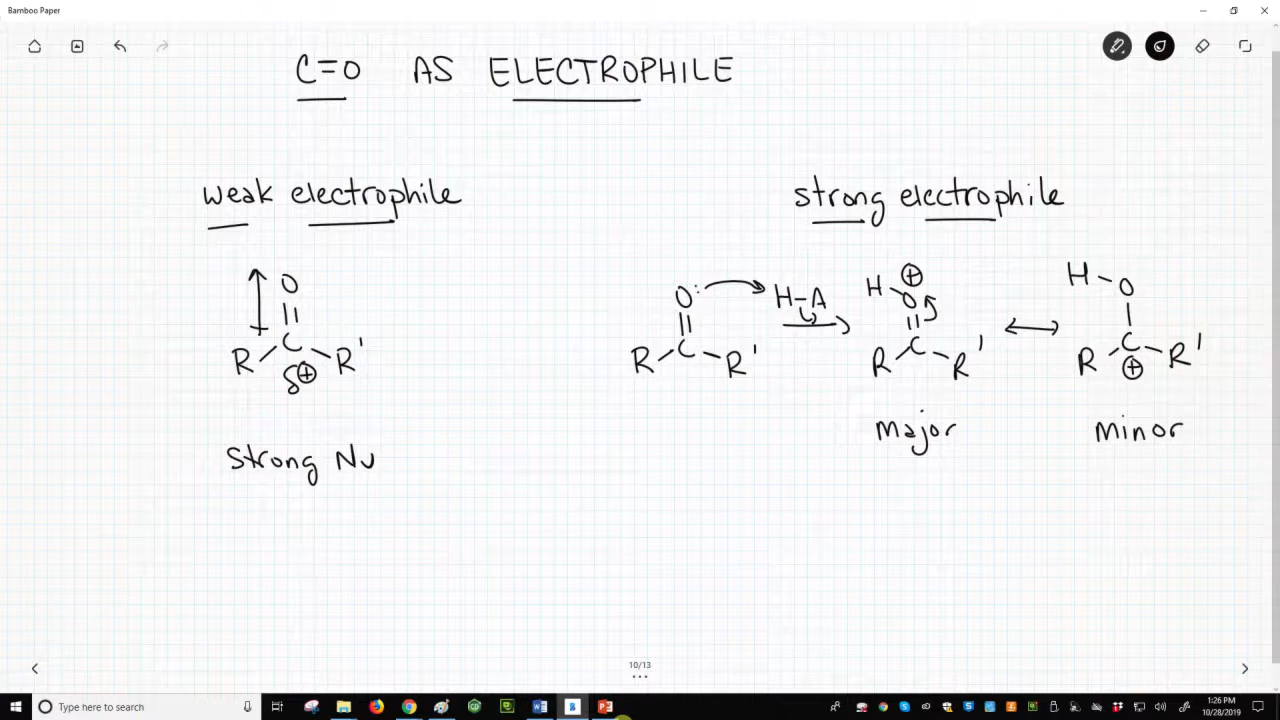 Bamboo Paper
C=O AS ELECTROPHILE
weak electrophile
strong electrophile
O
R C R'
δ⊕
O:
R C R'
H-A
H ⊕
O
R C R'
H O
R C R'
⊕
Major
Minor
Strong Nu
10/13
Type here to search
1:26 PM
10/28/2019